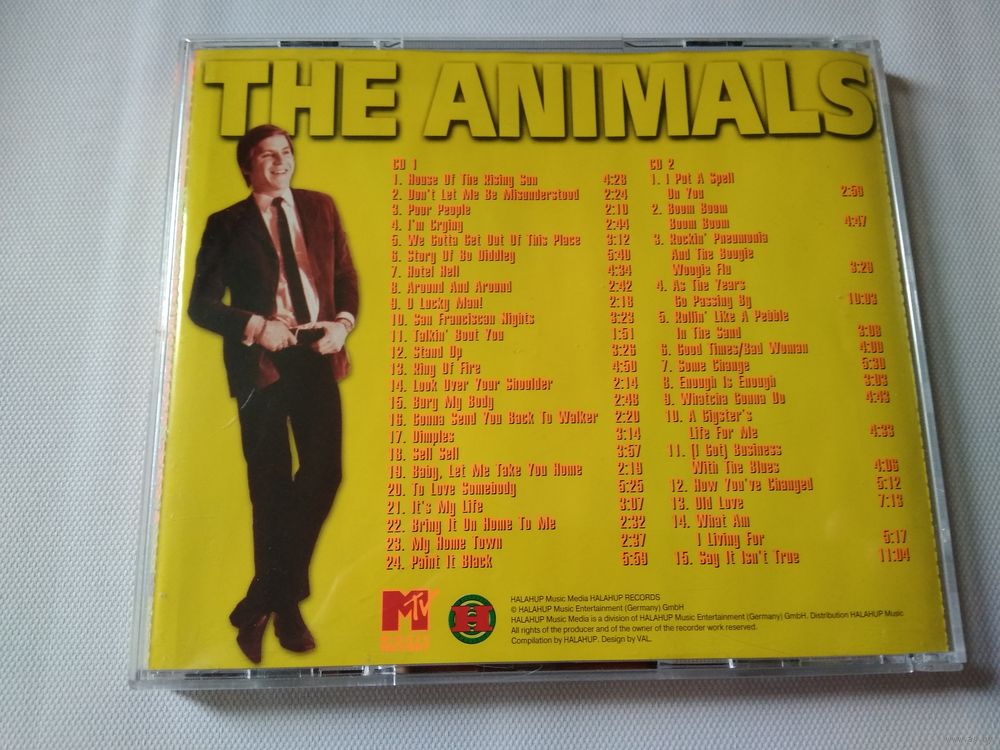 THE ANIMALS
CD 1
1. House Of The Rising Sun 4:28
2. Don't Let Me Be Misunderstood 2:24
3. Poor People 2:10
4. I'm Crying 2:44
5. We Gotta Get Out Of This Place 3:12
6. Story Of Bo Diddley 5:40
7. Hotel Hell 4:34
8. Around And Around 2:42
9. O Lucky Man! 2:18
10. San Franciscan Nights 3:23
11. Talkin' Bout You 1:51
12. Stand Up 3:26
13. Ring Of Fire 4:50
14. Look Over Your Shoulder 2:14
15. Bury My Body 2:48
16. Gonna Send You Back To Walker 2:20
17. Dimples 3:14
18. Sell Sell 3:57
19. Baby, Let Me Take You Home 2:19
20. To Love Somebody 5:25
21. It's My Life 3:07
22. Bring It On Home To Me 2:32
23. My Home Town 2:37
24. Paint It Black 5:59
CD 2
1. I Put A Spell
On You 2:59
2. Boom Boom
Boom Boom 4:47
3. Rockin' Pneumonia
And The Boogie
Woogie Flu 3:29
4. As The Years
Go Passing By 10:03
5. Rollin' Like A Pebble
In The Sand 3:08
6. Good Times/Bad Woman 4:00
7. Some Change 5:30
8. Enough Is Enough 3:03
9. Whatcha Gonna Do 4:43
10. A Giyster's
Life For Me 4:33
11. (I Got) Business
With The Blues 4:06
12. How You've Changed 5:12
13. Old Love 7:13
14. What Am
I Living For 5:17
15. Say It Isn't True 11:04
MTV
H
HALAHUP Music Media HALAHUP RECORDS
© HALAHUP Music Entertainment (Germany) GmbH
HALAHUP Music Media is a division of HALAHUP Music Entertainment (Germany) GmbH. Distribution HALAHUP Music
All rights of the producer and of the owner of the recorder work reserved.
Compilation by HALAHUP. Design by VAL.